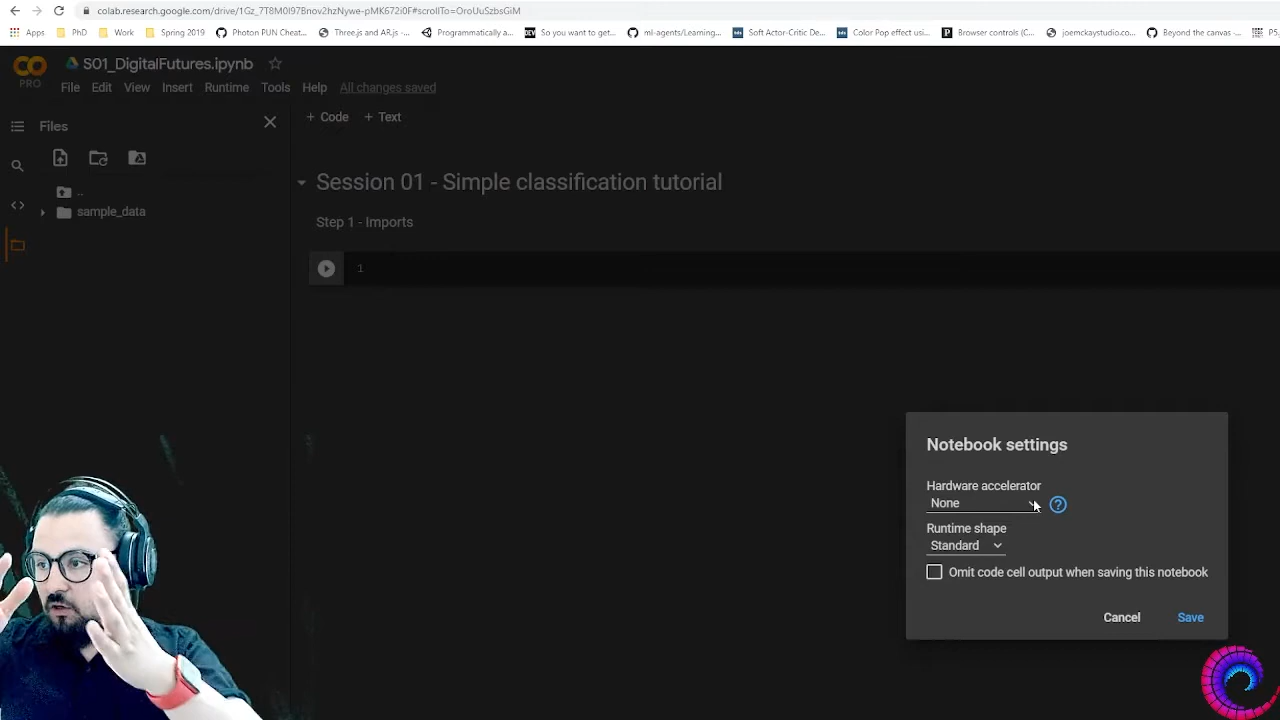 colab.research.google.com/drive/1Gz_7T8M0I97Bnov2hzNywe-pMK672i0F#scrollTo=OroUuSzbsGiM
Apps PhD Work Spring 2019 Photon PUN Cheat... Three.js and AR.js -... Programmatically a... So you want to get... ml-agents/Learning... Soft Actor-Critic De... Color Pop effect usi... Browser controls (C... joemckaystudio.co... Beyond the canvas -... P5.
CO PRO
S01_DigitalFutures.ipynb
File Edit View Insert Runtime Tools Help All changes saved
Files
+ Code + Text
..
sample_data
Session 01 - Simple classification tutorial
Step 1 - Imports
1
Notebook settings
Hardware accelerator
None
?
Runtime shape
Standard
Omit code cell output when saving this notebook
Cancel Save